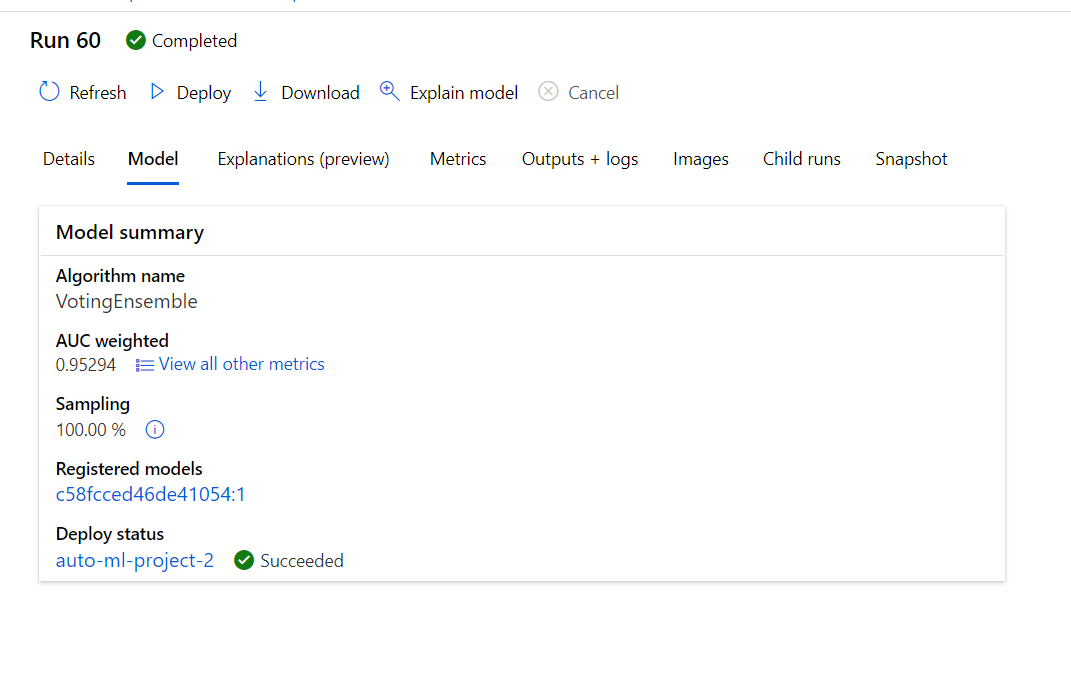 Run 60 Completed
Refresh Deploy Download Explain model Cancel
Details Model Explanations (preview) Metrics Outputs + logs Images Child runs Snapshot
Model summary
Algorithm name
VotingEnsemble
AUC weighted
0.95294 View all other metrics
Sampling
100.00 %
Registered models
c58fcced46de41054:1
Deploy status
auto-ml-project-2 Succeeded